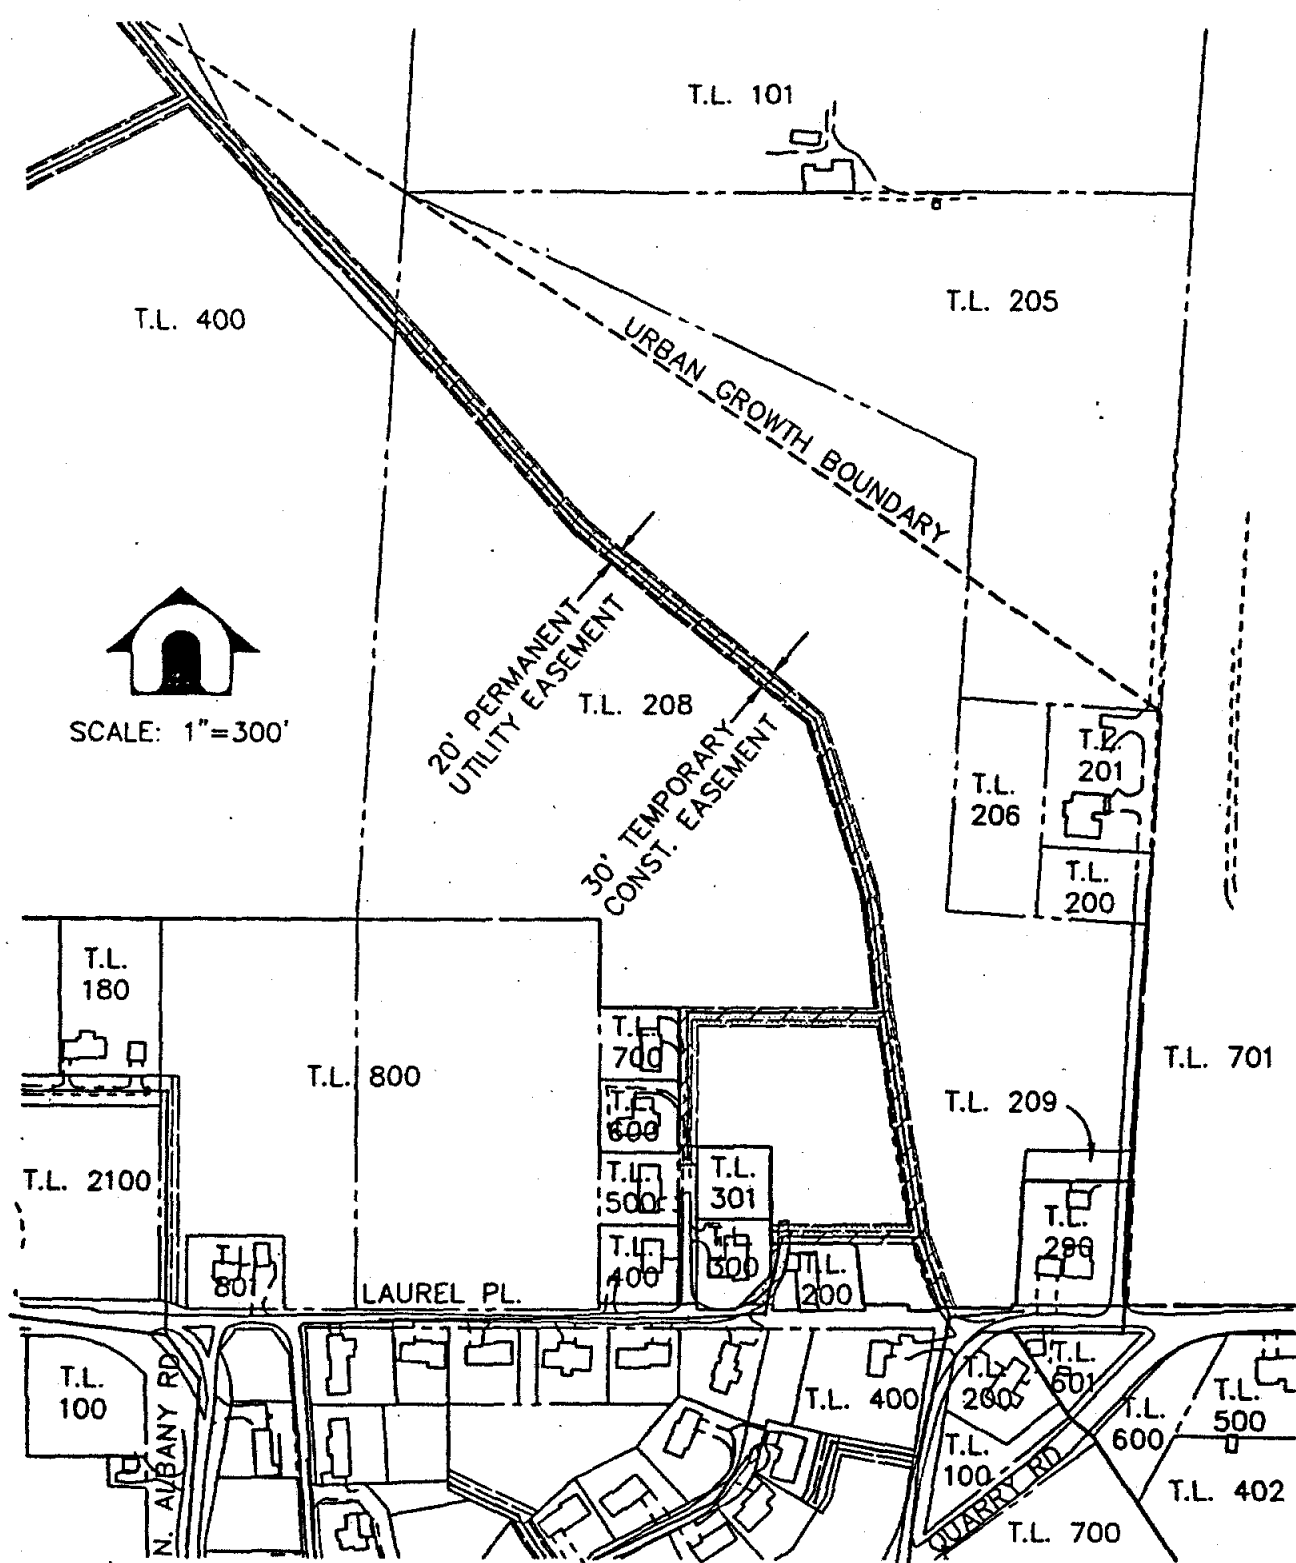 T.L. 101
T.L. 205
T.L. 400
URBAN GROWTH BOUNDARY
SCALE: 1"=300'
20' PERMANENT
UTILITY EASEMENT
T.L. 208
30' TEMPORARY
CONST. EASEMENT
T.L.
201
T.L.
206
T.L.
200
T.L.
180
T.L. 800
T.L.
700
T.L. 701
T.L. 209
T.L.
600
T.L. 2100
T.L.
500
T.L.
301
T.L.
801
T.L.
400
T.L.
300
T.L.
200
T.L.
290
LAUREL PL.
T.L.
100
N. ALBANY RD
T.L. 400
T.L.
200
T.L.
601
T.L.
600
T.L.
500
T.L.
100
QUARRY RD
T.L. 402
T.L. 700